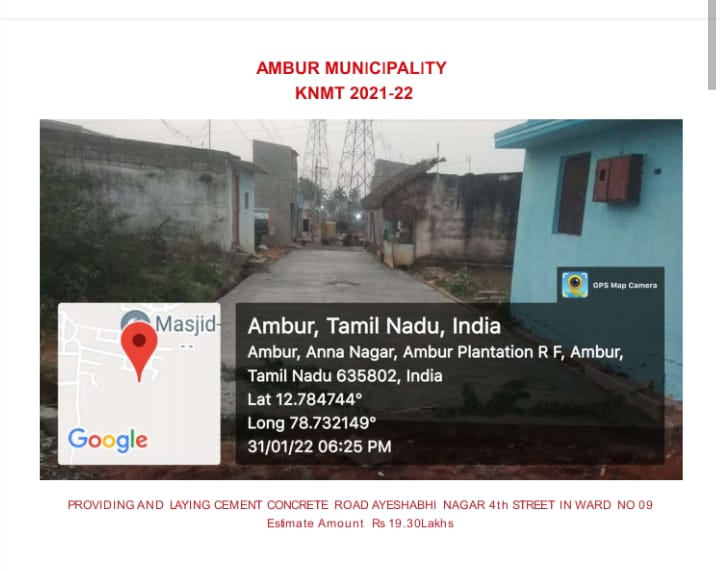 AMBUR MUNICIPALITY
KNMT 2021-22
GPS Map Camera
Masjid-
Google
Ambur, Tamil Nadu, India
Ambur, Anna Nagar, Ambur Plantation R F, Ambur,
Tamil Nadu 635802, India
Lat 12.784744°
Long 78.732149°
31/01/22 06:25 PM
PROVIDING AND LAYING CEMENT CONCRETE ROAD AYESHABHI NAGAR 4th STREET IN WARD NO 09
Estimate Amount Rs 19.30Lakhs